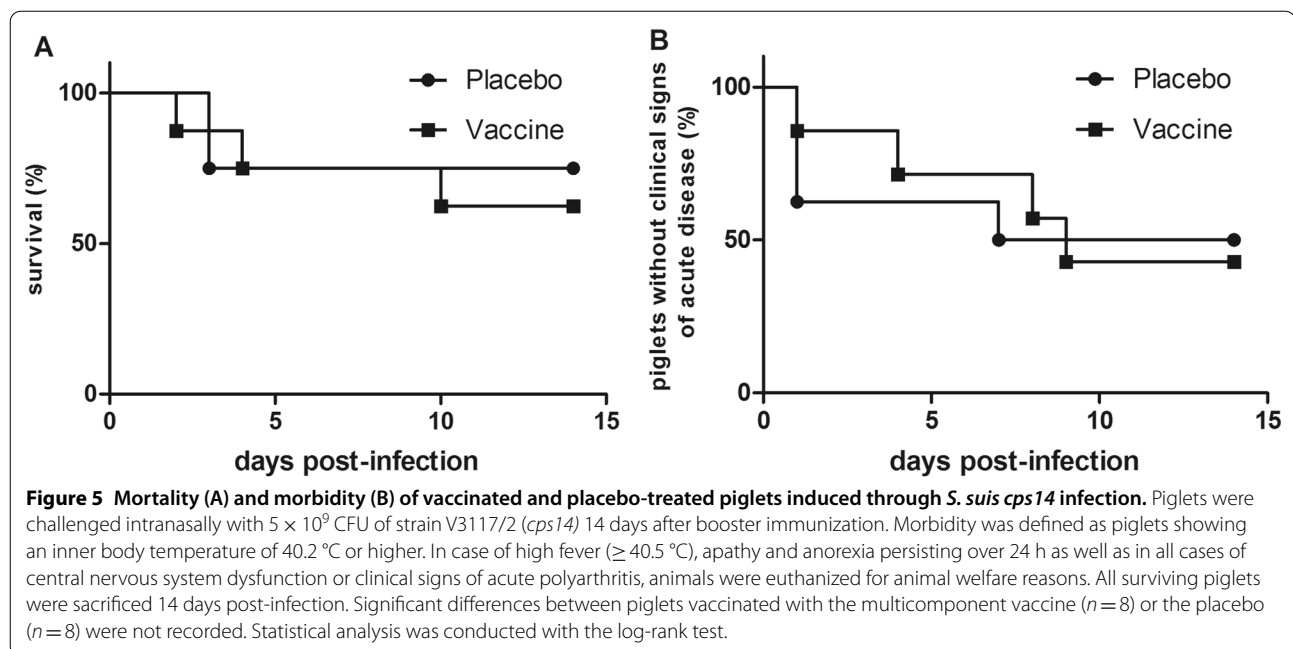 A
B
Placebo
Vaccine
Placebo
Vaccine
100
50
0
survival (%)
0 5 10 15
days post-infection
100
50
0
piglets without clinical signs
of acute disease (%)
0 5 10 15
days post-infection
Figure 5 Mortality (A) and morbidity (B) of vaccinated and placebo-treated piglets induced through S. suis cps14 infection. Piglets were
challenged intranasally with 5 × 10⁹ CFU of strain V3117/2 (cps14) 14 days after booster immunization. Morbidity was defined as piglets showing
an inner body temperature of 40.2 °C or higher. In case of high fever (≥ 40.5 °C), apathy and anorexia persisting over 24 h as well as in all cases of
central nervous system dysfunction or clinical signs of acute polyarthritis, animals were euthanized for animal welfare reasons. All surviving piglets
were sacrificed 14 days post-infection. Significant differences between piglets vaccinated with the multicomponent vaccine (n = 8) or the placebo
(n = 8) were not recorded. Statistical analysis was conducted with the log-rank test.